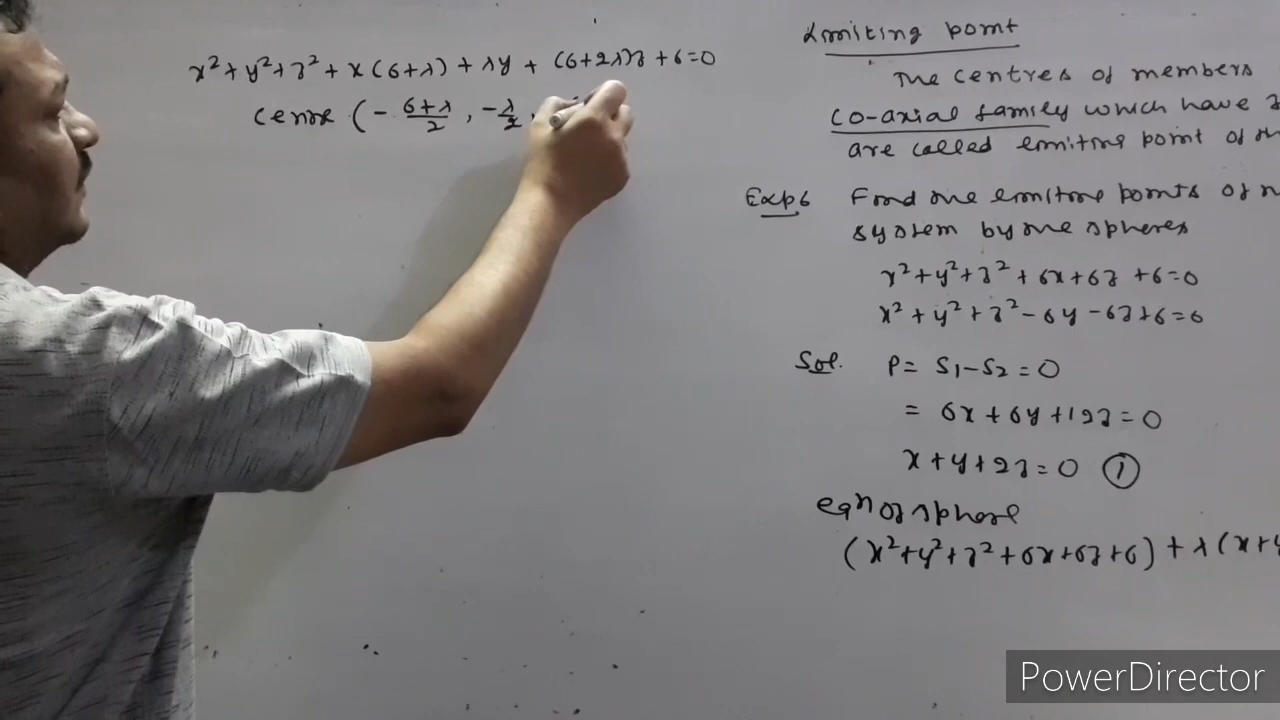 x² + y² + z² + x(6+λ) + λy + (6+2λ)z + 6 = 0
centre (- 6+λ/2 , -λ/2 ,
Limiting point
The centres of members
co-axial family which have z
are called limiting point of th
Exp 6 Find the limiting points of
system by the spheres
x² + y² + z² + 6x + 6z + 6 = 0
x² + y² + z² - 6y - 6z + 6 = 0
Sol. P = S₁ - S₂ = 0
= 6x + 6y + 12z = 0
x + y + 2z = 0 ①
eqn of sphere
(x² + y² + z² + 6x + 6z + 6) + λ(x + y
PowerDirector